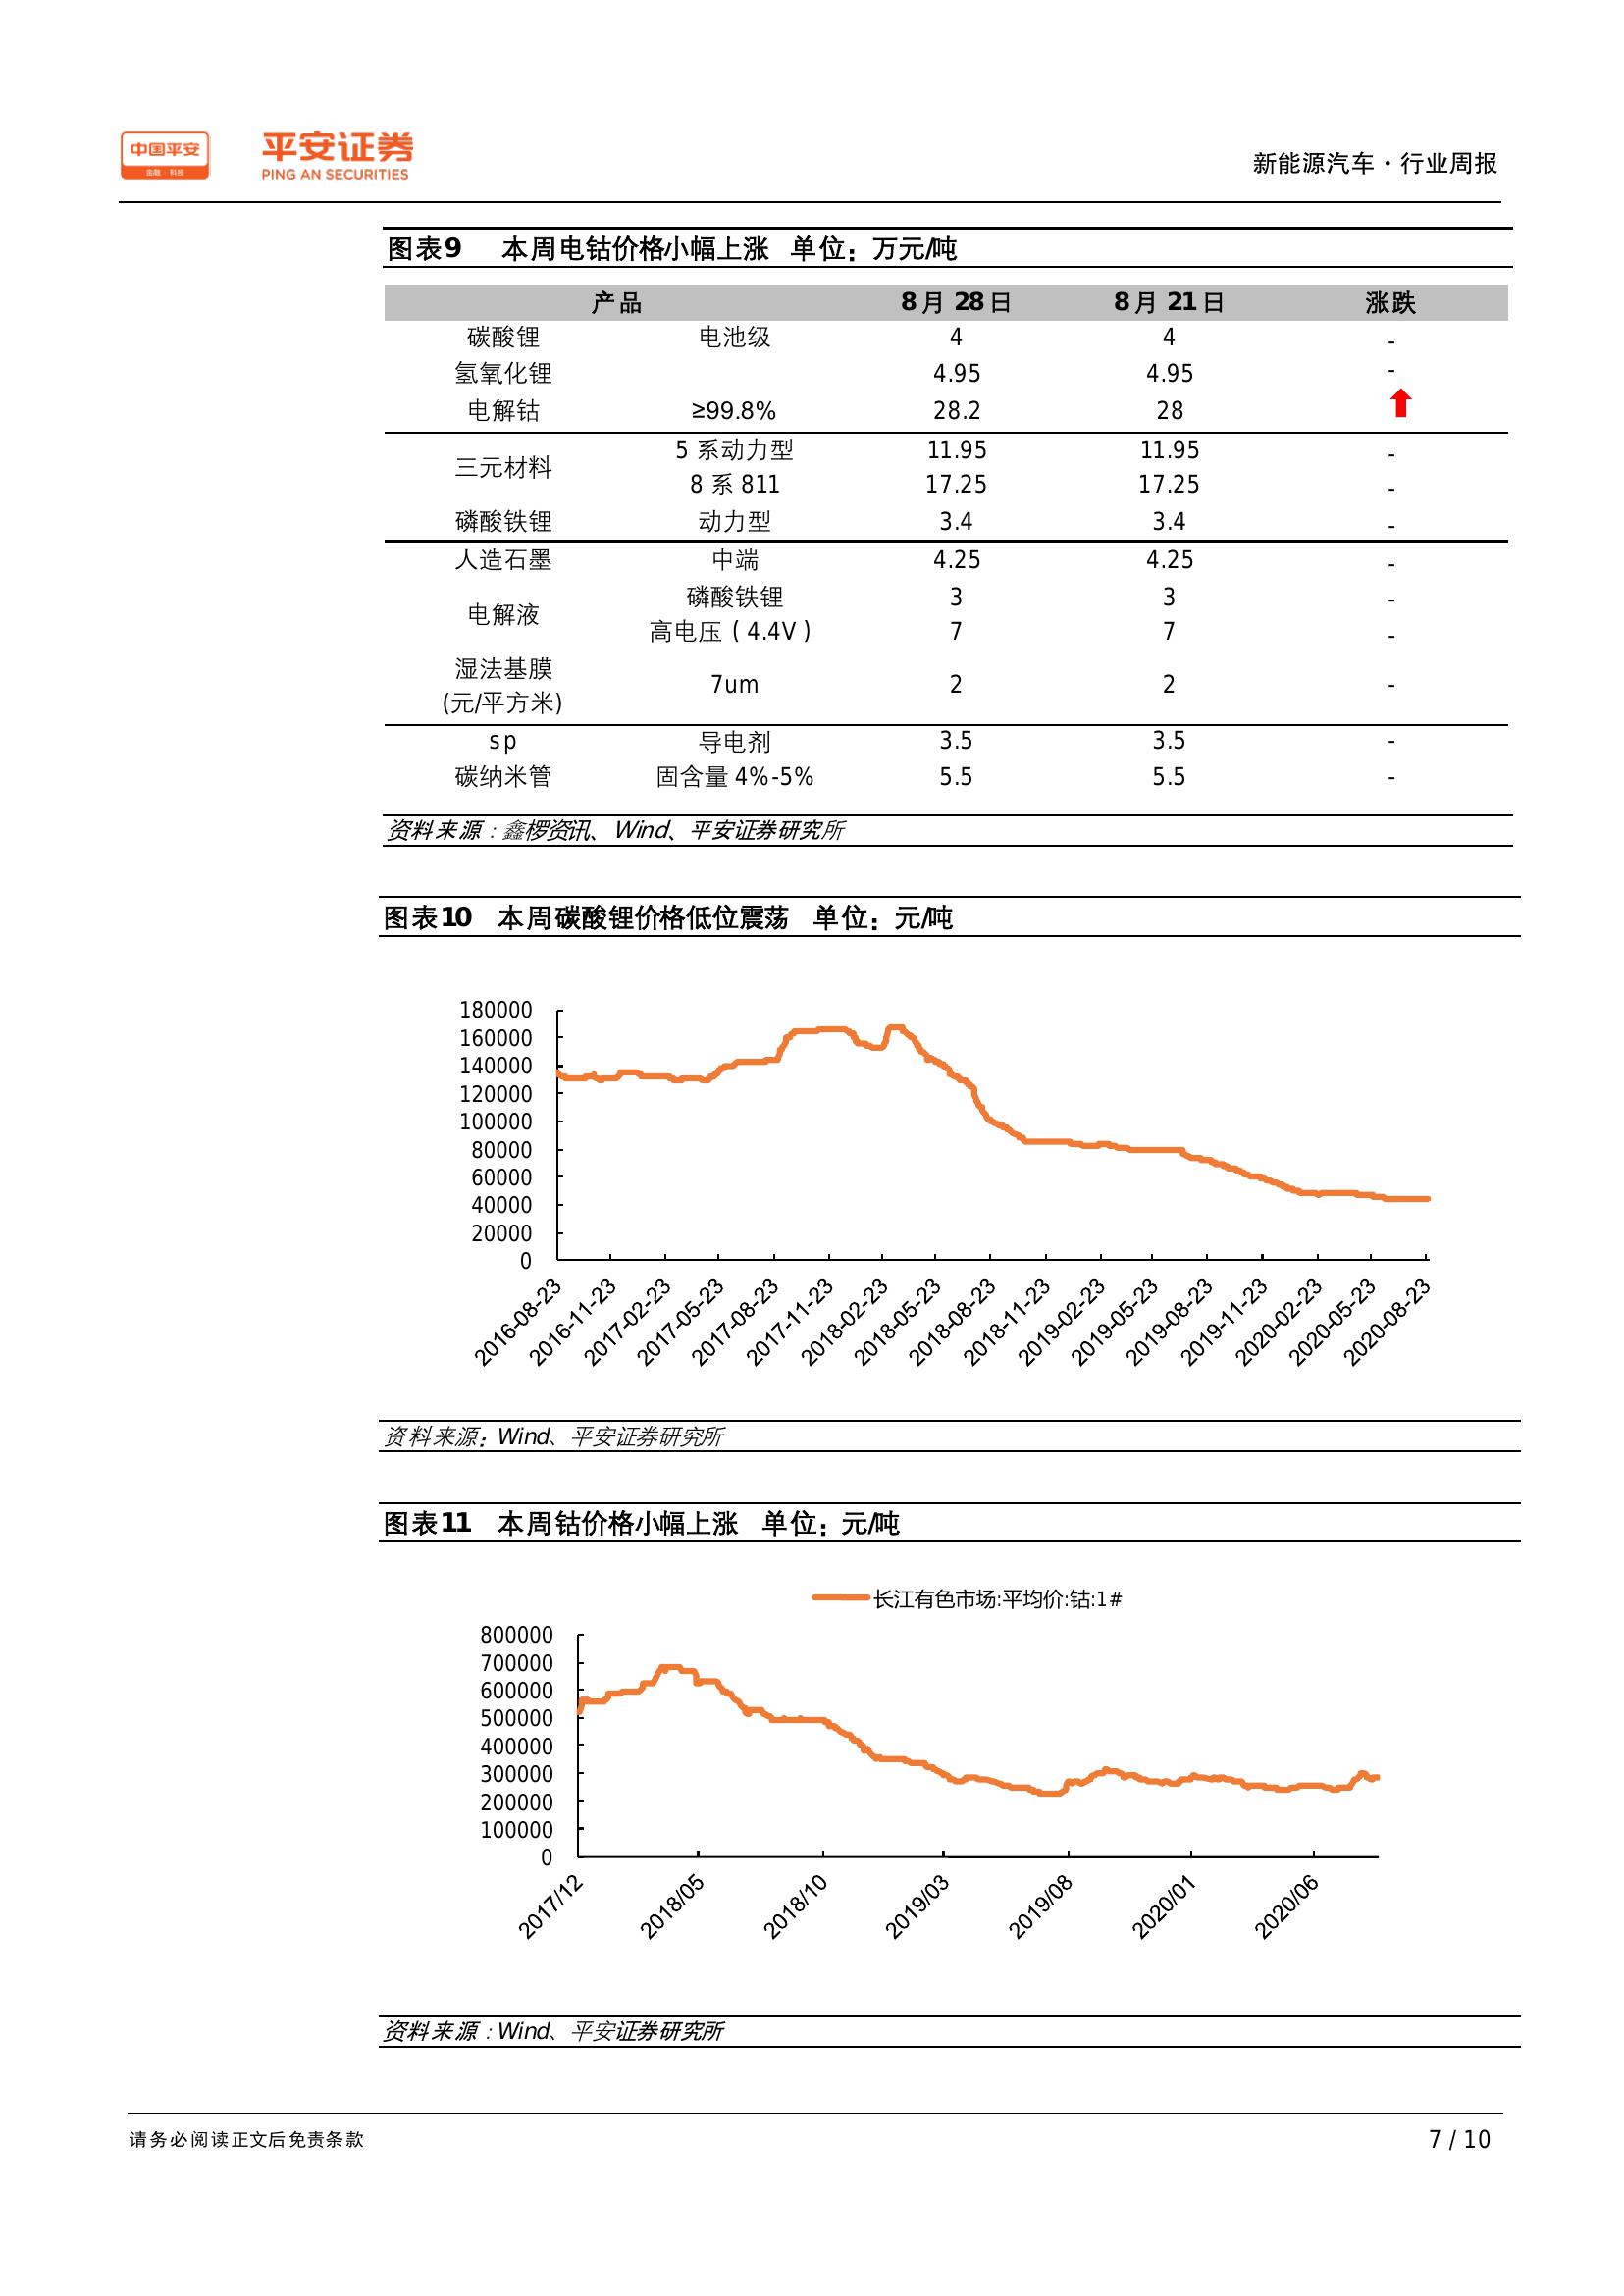 中国平安
金融·科技
平安证券
PING AN SECURITIES
新能源汽车·行业周报
图表9 本周电钴价格小幅上涨 单位：万元/吨
产品 8月28日 8月21日 涨跌
碳酸锂 电池级 4 4 -
氢氧化锂 4.95 4.95 -
电解钴 ≥99.8% 28.2 28
三元材料 5系动力型 11.95 11.95 -
8系811 17.25 17.25 -
磷酸铁锂 动力型 3.4 3.4 -
人造石墨 中端 4.25 4.25 -
电解液 磷酸铁锂 3 3 -
高电压（4.4V） 7 7 -
湿法基膜
(元/平方米) 7um 2 2 -
sp 导电剂 3.5 3.5 -
碳纳米管 固含量4%-5% 5.5 5.5 -
资料来源：鑫椤资讯、Wind、平安证券研究所
图表10 本周碳酸锂价格低位震荡 单位：元/吨
180000
160000
140000
120000
100000
80000
60000
40000
20000
0
2016-08-23 2016-11-23 2017-02-23 2017-05-23 2017-08-23 2017-11-23 2018-02-23 2018-05-23 2018-08-23 2018-11-23 2019-02-23 2019-05-23 2019-08-23 2019-11-23 2020-02-23 2020-05-23 2020-08-23
资料来源：Wind、平安证券研究所
图表11 本周钴价格小幅上涨 单位：元/吨
长江有色市场:平均价:钴:1#
800000
700000
600000
500000
400000
300000
200000
100000
0
2017/12 2018/05 2018/10 2019/03 2019/08 2020/01 2020/06
资料来源：Wind、平安证券研究所
请务必阅读正文后免责条款 7 / 10